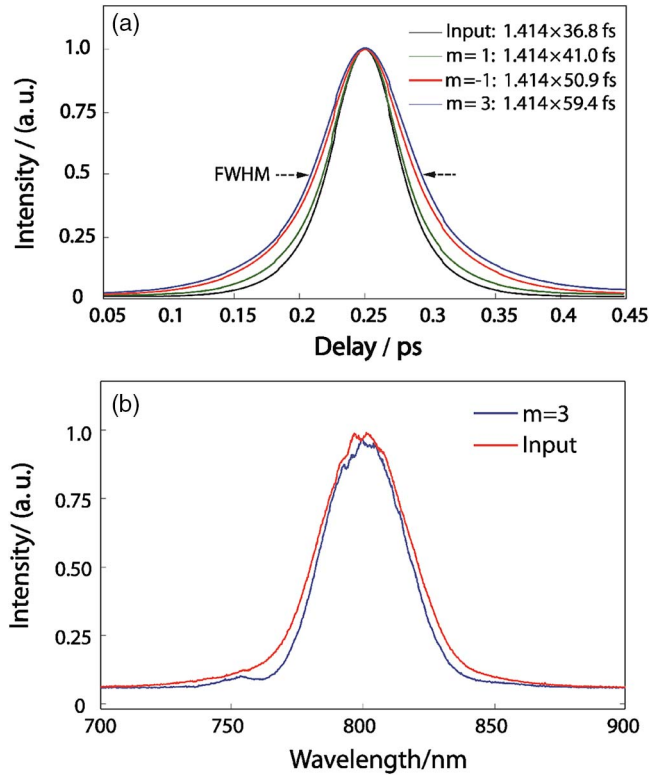 (a)
Input: 1.414×36.8 fs
m= 1: 1.414×41.0 fs
m=-1: 1.414×50.9 fs
m= 3: 1.414×59.4 fs
Intensity / (a. u.)
1.0
0.75
0.5
0.25
0
FWHM
0.05 0.1 0.15 0.2 0.25 0.3 0.35 0.4 0.45
Delay / ps
(b)
m=3
Input
Intensity/ (a. u.)
1.0
0.75
0.50
0.25
0
700 750 800 850 900
Wavelength/nm